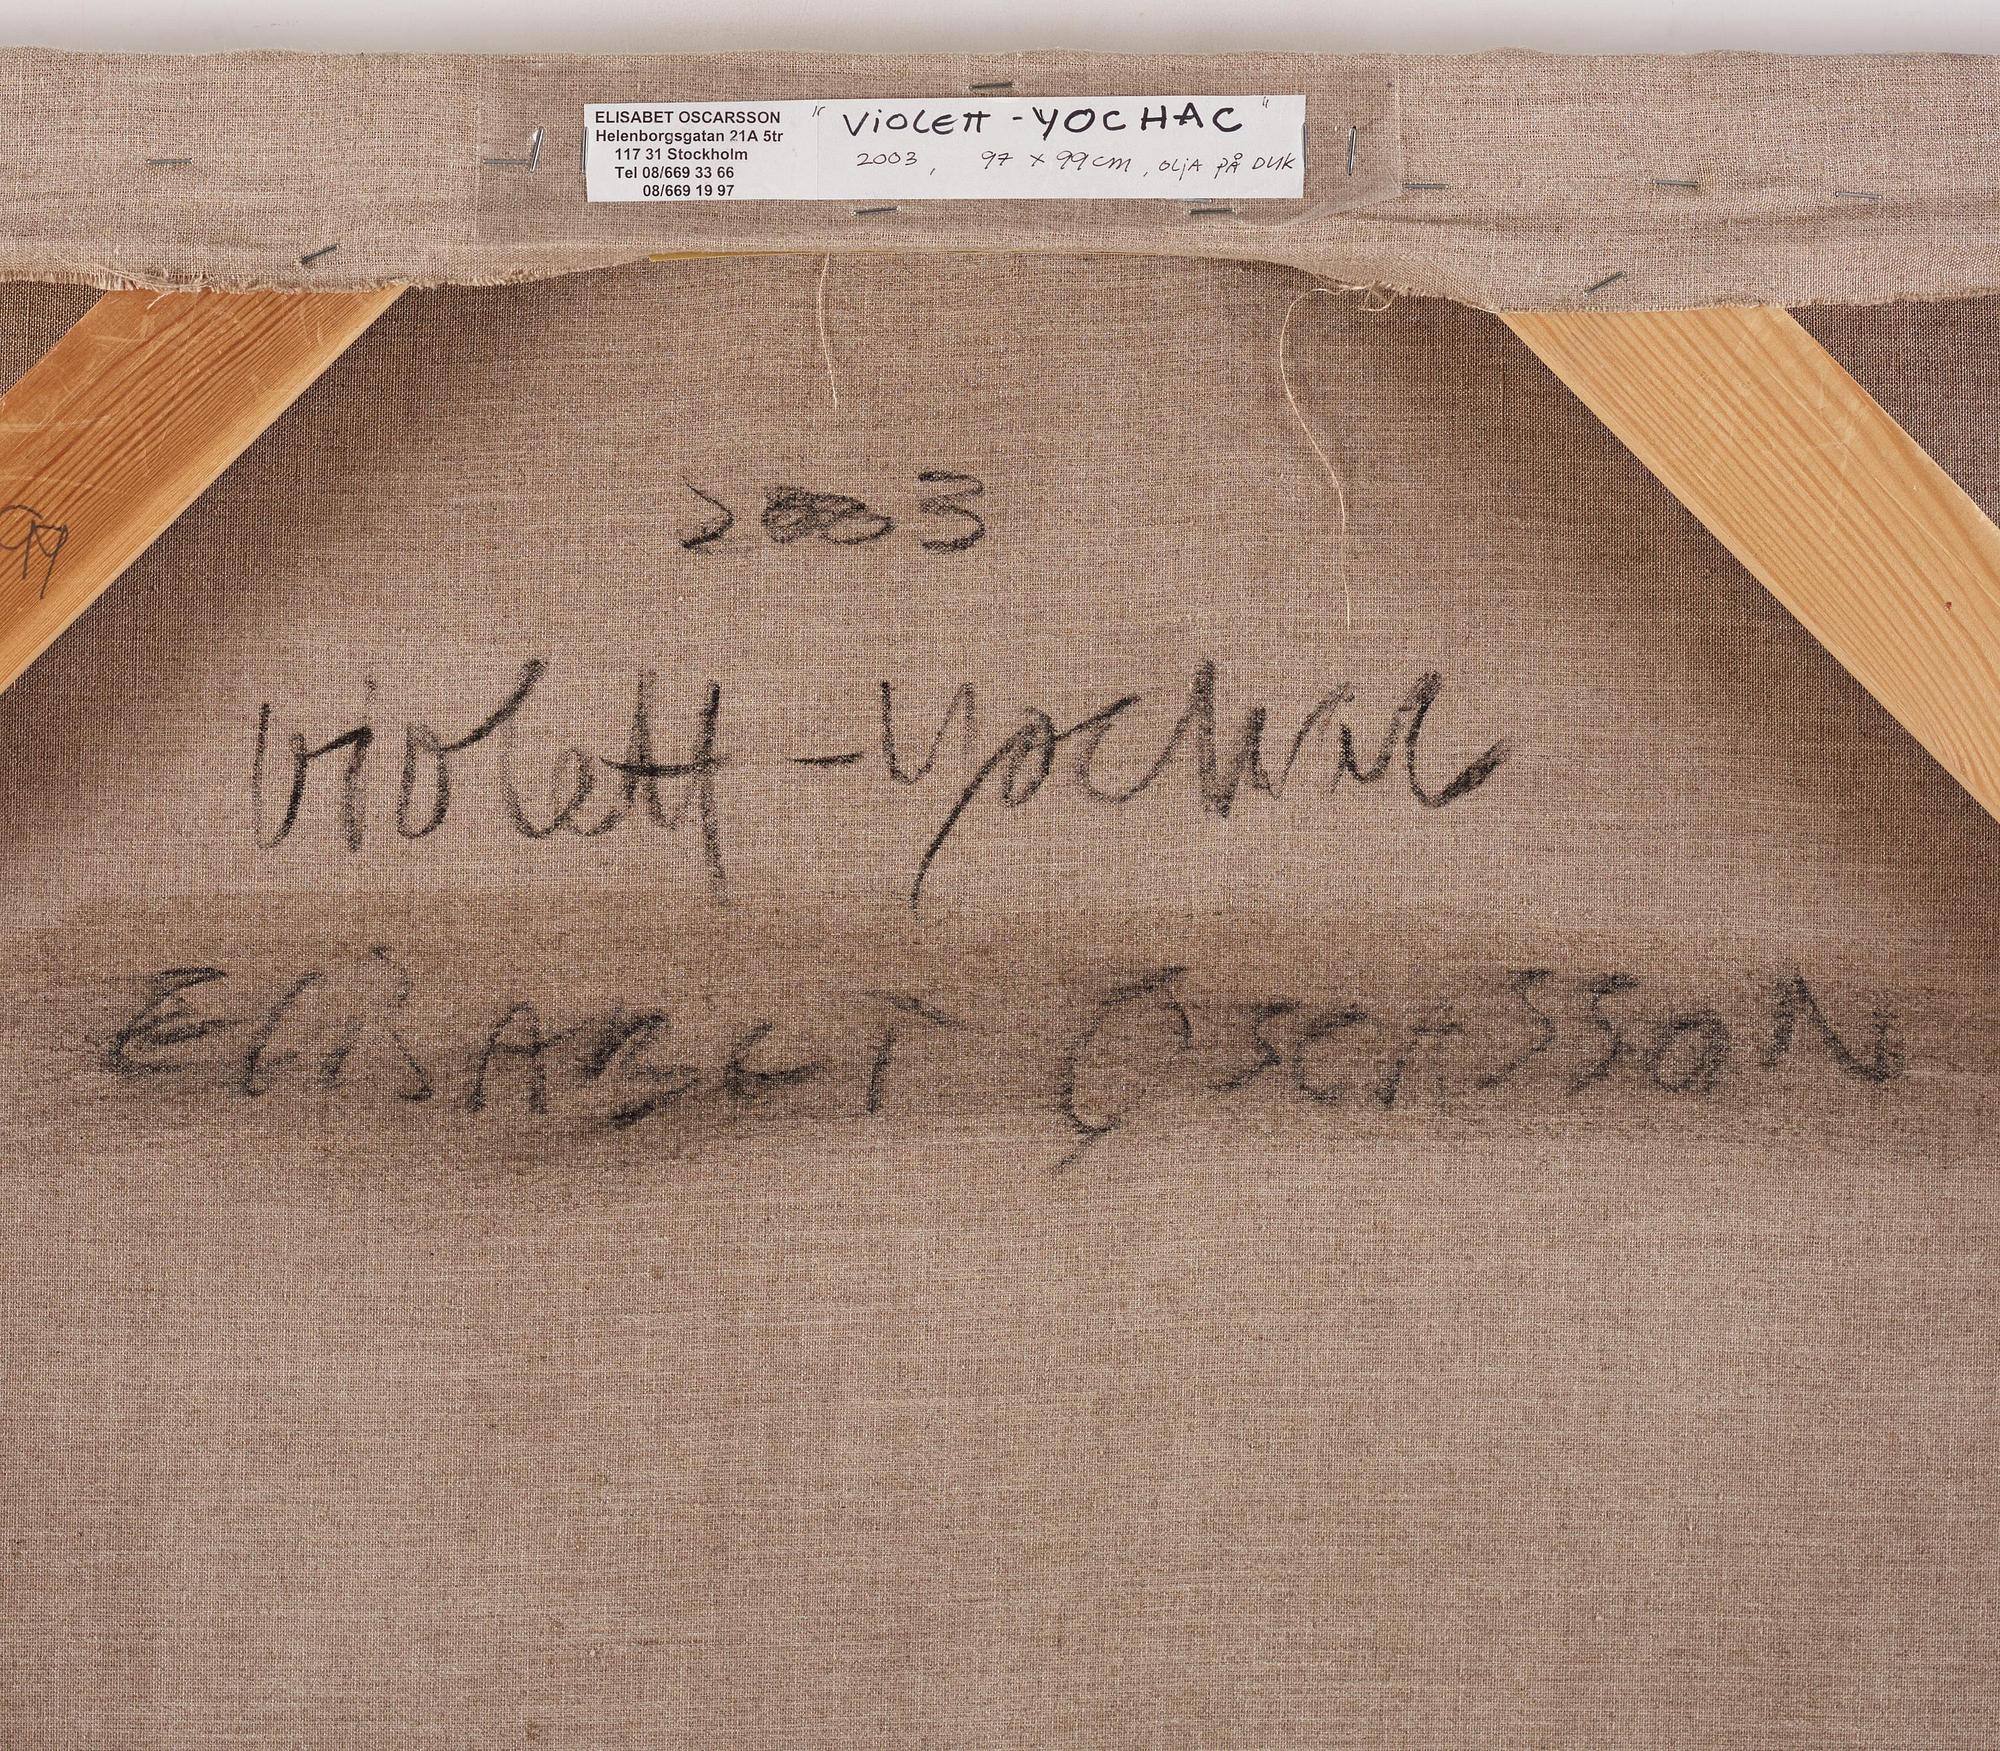 ELISABET OSCARSSON
Helenborgsgatan 21A 5tr
117 31 Stockholm
Tel 08/669 33 66
08/669 19 97
"VIOLETT - YOCHAC"
2003, 97 x 99 cm, OLJA PÅ DUK
2003
97
Violett - Yochac
ELISABET OSCARSSON